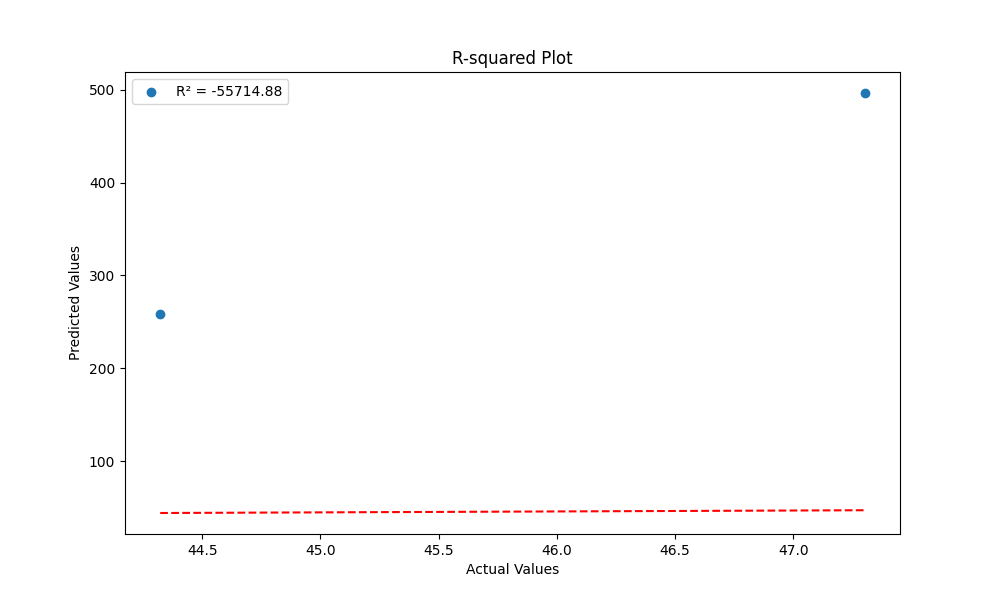 R-squared Plot
R² = -55714.88
500
400
300
200
100
Predicted Values
44.5 45.0 45.5 46.0 46.5 47.0
Actual Values